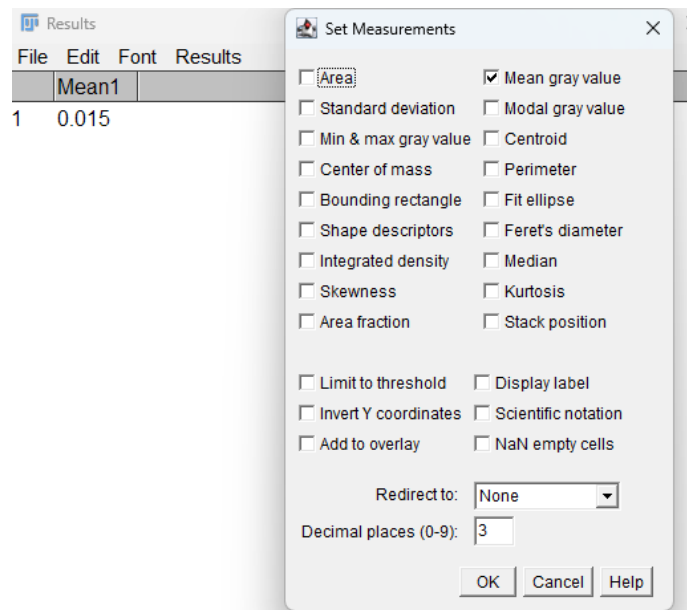 Results
File Edit Font Results
Mean1
1 0.015
Set Measurements
Area Mean gray value
Standard deviation Modal gray value
Min & max gray value Centroid
Center of mass Perimeter
Bounding rectangle Fit ellipse
Shape descriptors Feret's diameter
Integrated density Median
Skewness Kurtosis
Area fraction Stack position
Limit to threshold Display label
Invert Y coordinates Scientific notation
Add to overlay NaN empty cells
Redirect to: None
Decimal places (0-9): 3
OK Cancel Help